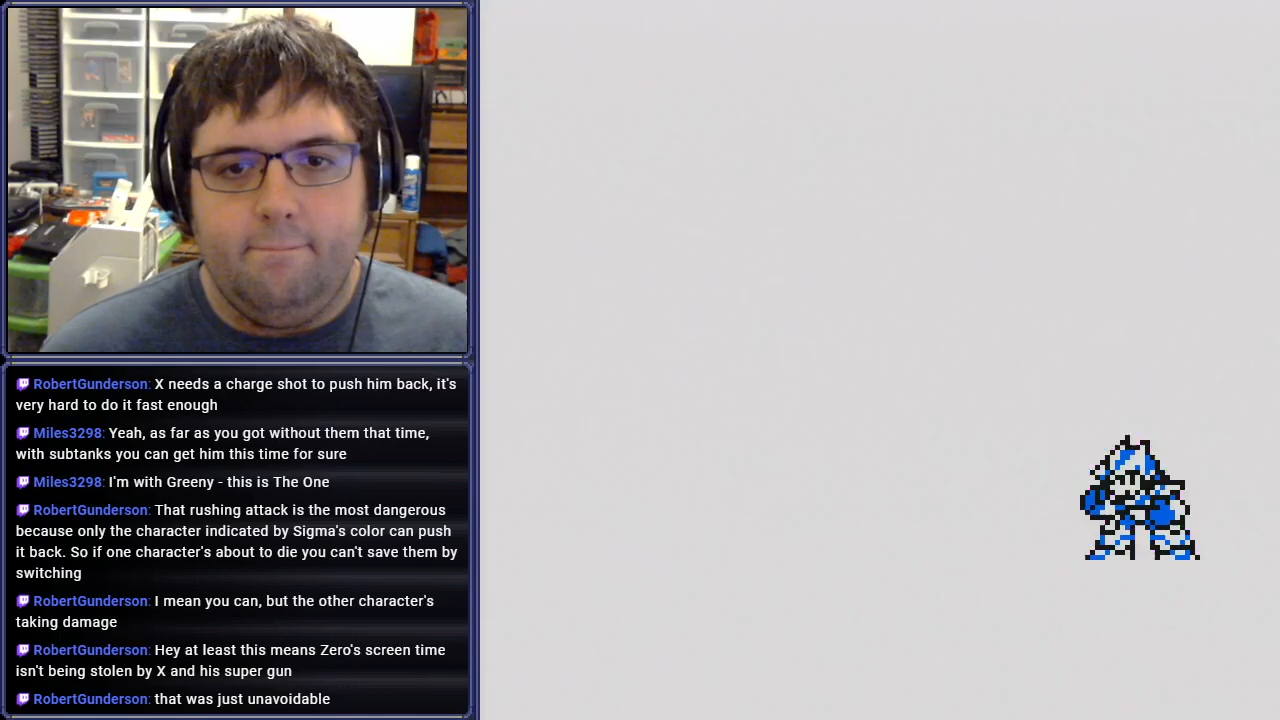 RobertGunderson: X needs a charge shot to push him back, it's
very hard to do it fast enough
Miles3298: Yeah, as far as you got without them that time,
with subtanks you can get him this time for sure
Miles3298: I'm with Greeny - this is The One
RobertGunderson: That rushing attack is the most dangerous
because only the character indicated by Sigma's color can push
it back. So if one character's about to die you can't save them by
switching
RobertGunderson: I mean you can, but the other character's
taking damage
RobertGunderson: Hey at least this means Zero's screen time
isn't being stolen by X and his super gun
RobertGunderson: that was just unavoidable